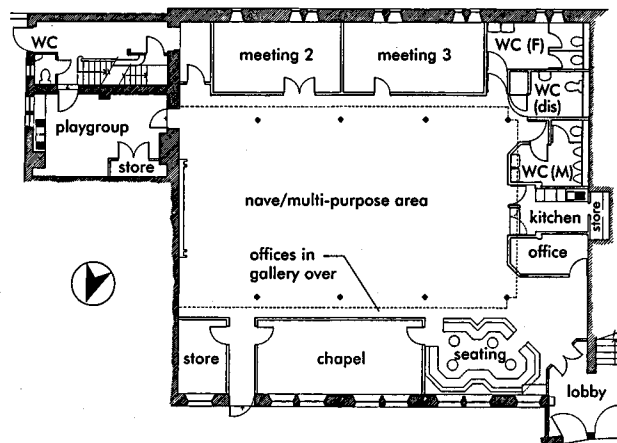 WC
meeting 2
meeting 3
WC (F)
WC
(dis)
playgroup
store
WC (M)
nave/multi-purpose area
kitchen
store
office
offices in
gallery over
store
chapel
seating
lobby